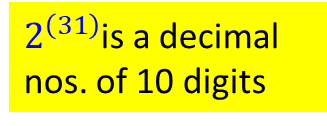 2^(31) is a decimal
nos. of 10 digits